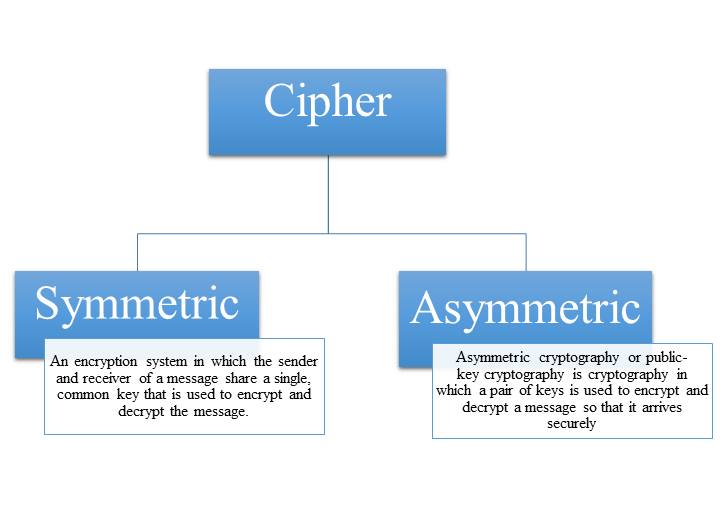 Cipher
Symmetric
An encryption system in which the sender
and receiver of a message share a single,
common key that is used to encrypt and
decrypt the message.
Asymmetric
Asymmetric cryptography or public-
key cryptography is cryptography in
which a pair of keys is used to encrypt and
decrypt a message so that it arrives
securely